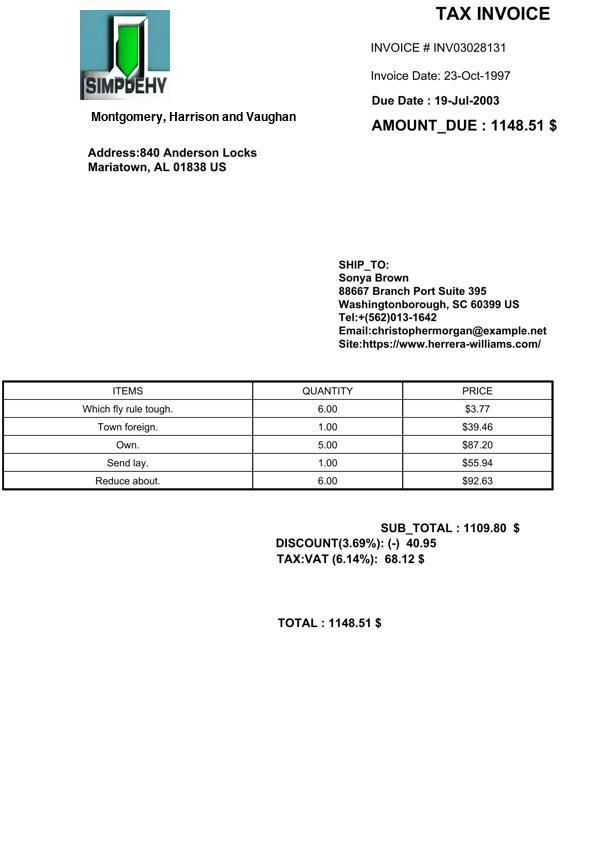 TAX INVOICE
INVOICE # INV03028131
Invoice Date: 23-Oct-1997
Due Date : 19-Jul-2003
AMOUNT_DUE : 1148.51 $
SIMPDEHY
Montgomery, Harrison and Vaughan
Address:840 Anderson Locks
Mariatown, AL 01838 US
SHIP_TO:
Sonya Brown
88667 Branch Port Suite 395
Washingtonborough, SC 60399 US
Tel:+(562)013-1642
Email:christophermorgan@example.net
Site:https://www.herrera-williams.com/
ITEMS QUANTITY PRICE
Which fly rule tough. 6.00 $3.77
Town foreign. 1.00 $39.46
Own. 5.00 $87.20
Send lay. 1.00 $55.94
Reduce about. 6.00 $92.63
SUB_TOTAL : 1109.80 $
DISCOUNT(3.69%): (-) 40.95
TAX:VAT (6.14%): 68.12 $
TOTAL : 1148.51 $